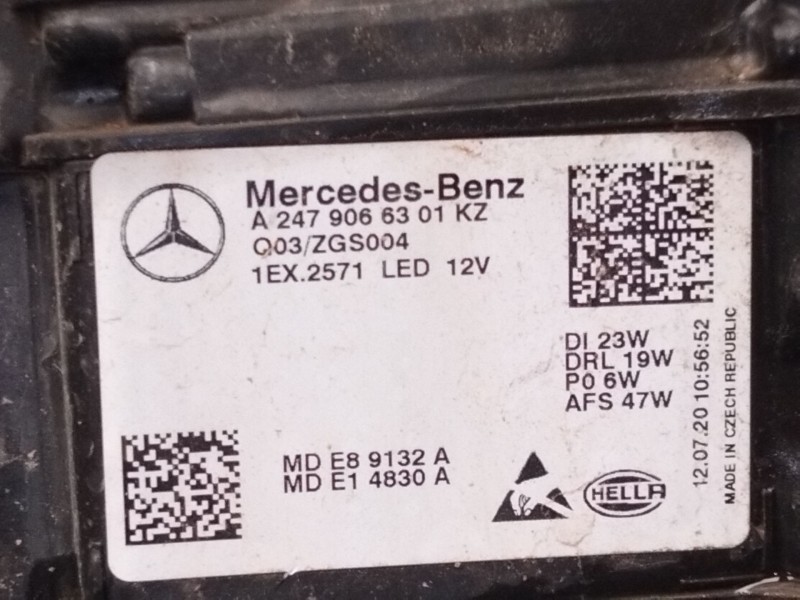 Mercedes-Benz
A 247 906 63 01 KZ
Q03/ZGS004
1EX.2571 LED 12V
DI 23W
DRL 19W
PO 6W
AFS 47W
12.07.20 10:56:52
MADE IN CZECH REPUBLIC
MD E8 9132 A
MD E1 4830 A
HELLA